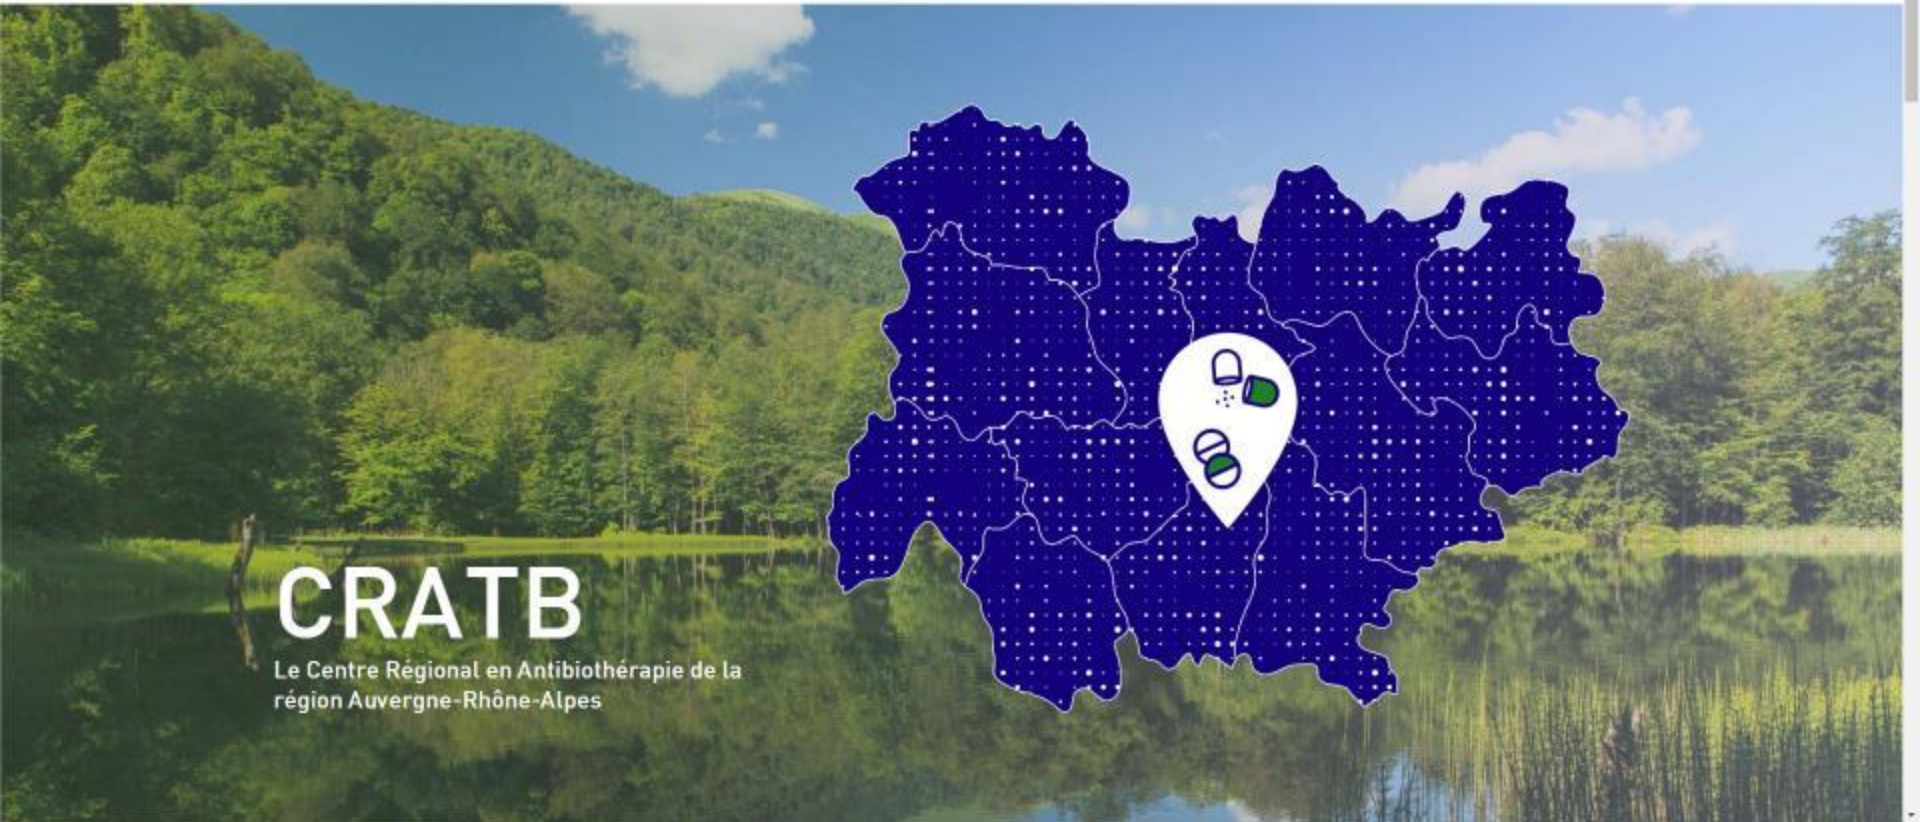 CRATB
Le Centre Régional en Antibiothérapie de la
région Auvergne-Rhône-Alpes